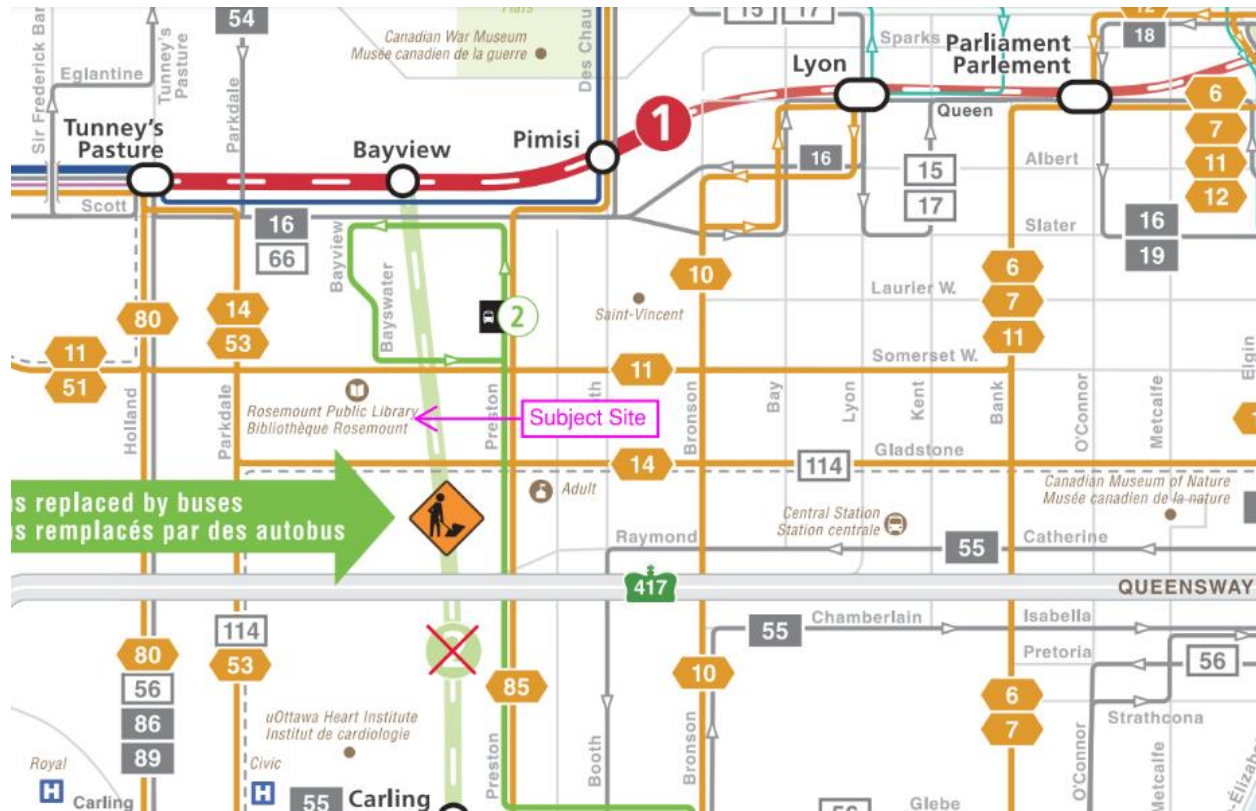 54
15
17
12
18
Flats
Canadian War Museum
Musée canadien de la guerre
Des Chau
Sparks
Parliament
Parlement
Lyon
Eglantine
Tunney's
Pasture
Sir Frederick Ban
Parkdale
Tunney's
Pasture
Bayview
Pimisi
1
Queen
6
7
11
12
16
15
17
Albert
Scott
16
66
Bayview
Slater
16
19
10
6
7
11
Laurier W.
80
14
53
Bayswater
2
Saint-Vincent
11
51
11
Somerset W.
Elgin
Holland
Parkdale
Rosemount Public Library
Bibliothèque Rosemount
Preston
Subject Site
Bronson
Bay
Lyon
Kent
Bank
O'Connor
Metcalfe
14
114
Gladstone
s replaced by buses
s remplacés par des autobus
Adult
Canadian Museum of Nature
Musée canadien de la nature
Central Station
Station centrale
Raymond
55
Catherine
417
QUEENSWAY
114
53
80
56
86
89
85
10
55
Chamberlain
Isabella
Pretoria
56
6
7
Strathcona
uOttawa Heart Institute
Institut de cardiologie
Royal
H
Carling
Civic
H
55
Carling
Preston
Booth
Bronson
56
Glebe
O'Connor
Metcalfe
-Élizabe